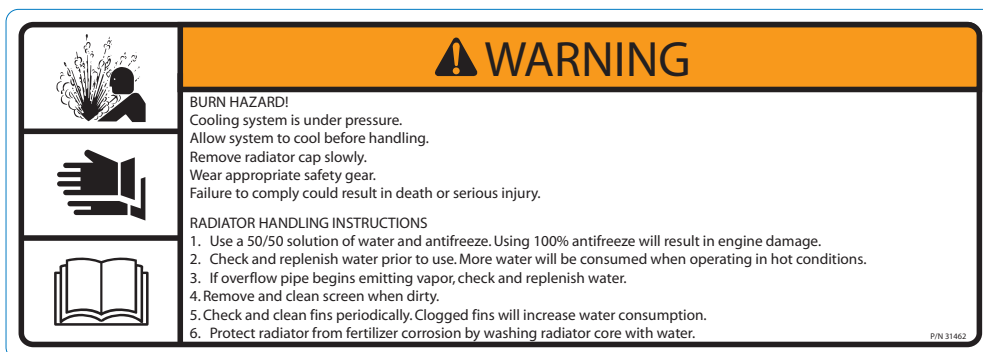 WARNING
BURN HAZARD!
Cooling system is under pressure.
Allow system to cool before handling.
Remove radiator cap slowly.
Wear appropriate safety gear.
Failure to comply could result in death or serious injury.
RADIATOR HANDLING INSTRUCTIONS
1. Use a 50/50 solution of water and antifreeze. Using 100% antifreeze will result in engine damage.
2. Check and replenish water prior to use. More water will be consumed when operating in hot conditions.
3. If overflow pipe begins emitting vapor, check and replenish water.
4. Remove and clean screen when dirty.
5. Check and clean fins periodically. Clogged fins will increase water consumption.
6. Protect radiator from fertilizer corrosion by washing radiator core with water.
P/N 31462